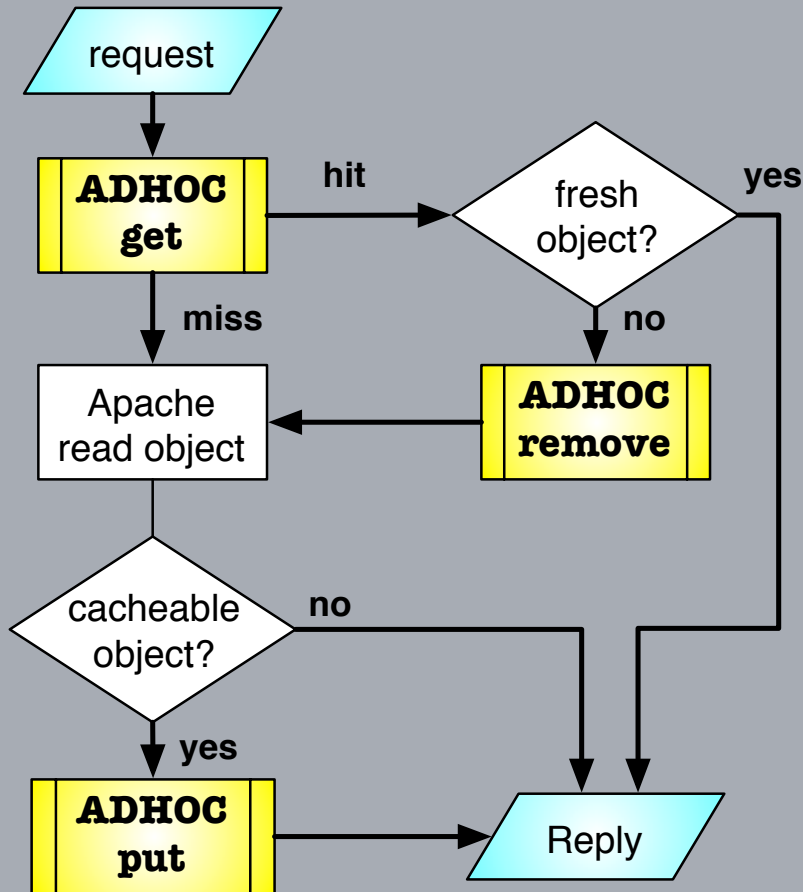 request
ADHOC
get
hit
fresh
object?
yes
miss
no
Apache
read object
ADHOC
remove
cacheable
object?
no
yes
ADHOC
put
Reply